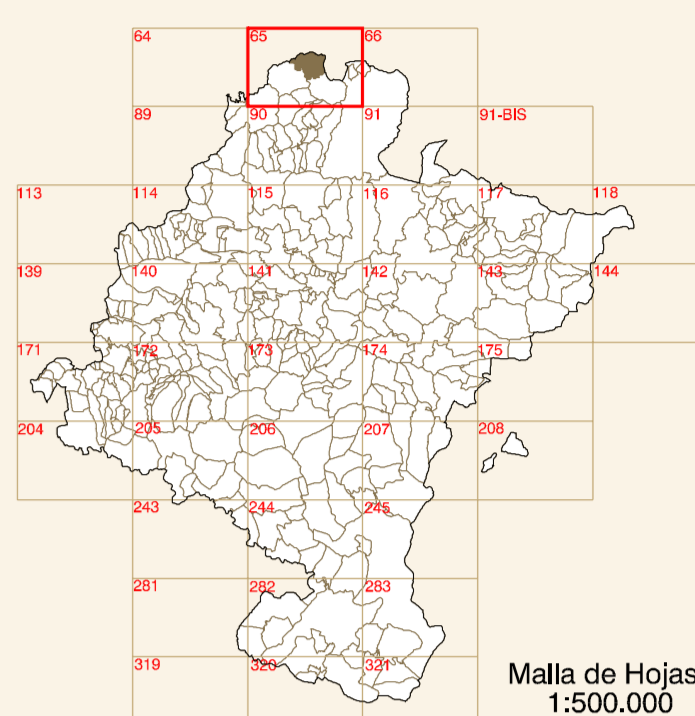 64 65 66
89 90 91 91-BIS
113 114 115 116 117 118
139 140 141 142 143 144
171 172 173 174 175
204 205 206 207 208
243 244 245
281 282 283
319 320 321
Malla de Hojas
1:500.000